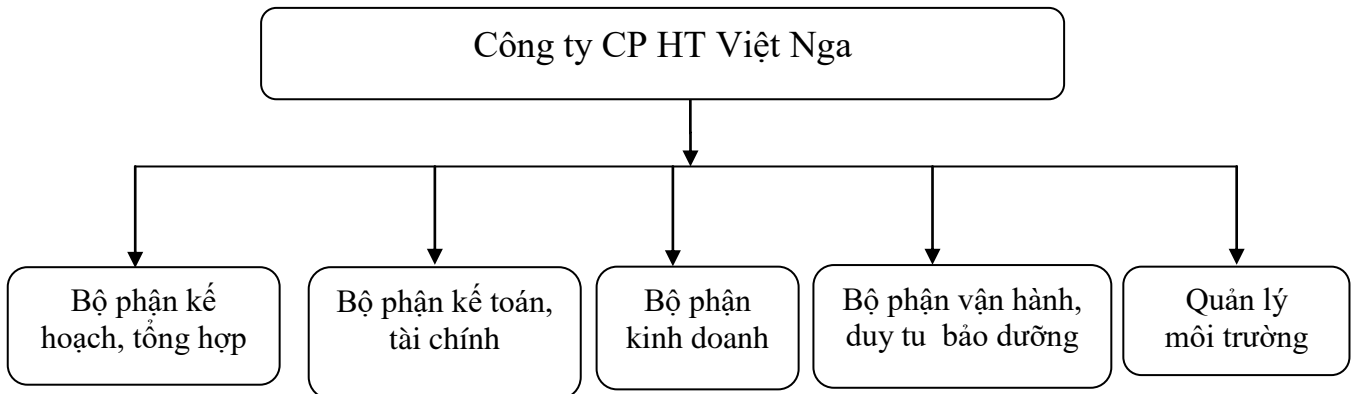 Công ty CP HT Việt Nga
Bộ phận kế
hoạch, tổng hợp
Bộ phận kế toán,
tài chính
Bộ phận
kinh doanh
Bộ phận vận hành,
duy tu bảo dưỡng
Quản lý
môi trường